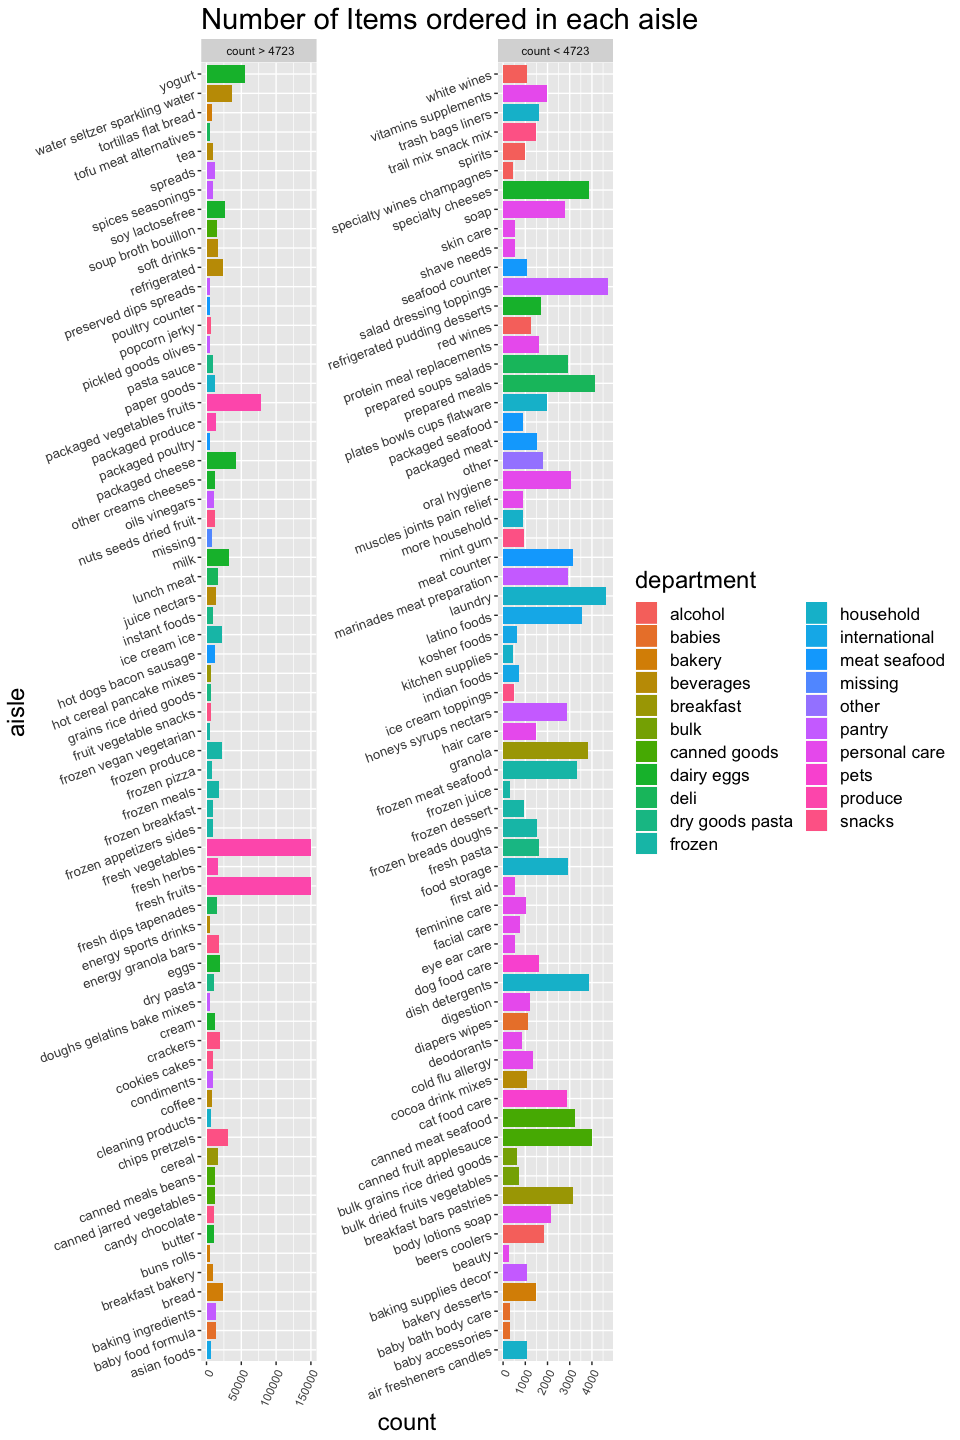 Number of Items ordered in each aisle
count > 4723
yogurt
water seltzer sparkling water
tortillas flat bread
tofu meat alternatives
tea
spreads
spices seasonings
soy lactosefree
soup broth bouillon
soft drinks
refrigerated
preserved dips spreads
poultry counter
popcorn jerky
pickled goods olives
pasta sauce
paper goods
packaged vegetables fruits
packaged produce
packaged poultry
packaged cheese
other creams cheeses
oils vinegars
nuts seeds dried fruit
missing
milk
lunch meat
juice nectars
instant foods
ice cream ice
hot dogs bacon sausage
hot cereal pancake mixes
grains rice dried goods
fruit vegetable snacks
frozen vegan vegetarian
frozen produce
frozen pizza
frozen meals
frozen breakfast
frozen appetizers sides
fresh vegetables
fresh herbs
fresh fruits
fresh dips tapenades
energy sports drinks
energy granola bars
eggs
dry pasta
doughs gelatins bake mixes
cream
crackers
cookies cakes
condiments
coffee
cleaning products
chips pretzels
cereal
canned meals beans
canned jarred vegetables
candy chocolate
butter
buns rolls
breakfast bakery
bread
baking ingredients
baby food formula
asian foods
0
50000
100000
150000
count < 4723
white wines
vitamins supplements
trash bags liners
trail mix snack mix
spirits
specialty wines champagnes
specialty cheeses
soap
skin care
shave needs
seafood counter
salad dressing toppings
refrigerated pudding desserts
red wines
protein meal replacements
prepared soups salads
prepared meals
plates bowls cups flatware
packaged seafood
packaged meat
other
oral hygiene
muscles joints pain relief
more household
mint gum
meat counter
marinades meat preparation
laundry
latino foods
kosher foods
kitchen supplies
indian foods
ice cream toppings
honeys syrups nectars
hair care
granola
frozen meat seafood
frozen juice
frozen dessert
frozen breads doughs
fresh pasta
food storage
first aid
feminine care
facial care
eye ear care
dog food care
dish detergents
digestion
diapers wipes
deodorants
cold flu allergy
cocoa drink mixes
cat food care
canned meat seafood
canned fruit applesauce
bulk grains rice dried goods
bulk dried fruits vegetables
breakfast bars pastries
body lotions soap
beers coolers
beauty
baking supplies decor
bakery desserts
baby bath body care
baby accessories
air fresheners candles
0
1000
2000
3000
4000
aisle
count
department
alcohol
babies
bakery
beverages
breakfast
bulk
canned goods
dairy eggs
deli
dry goods pasta
frozen
household
international
meat seafood
missing
other
pantry
personal care
pets
produce
snacks